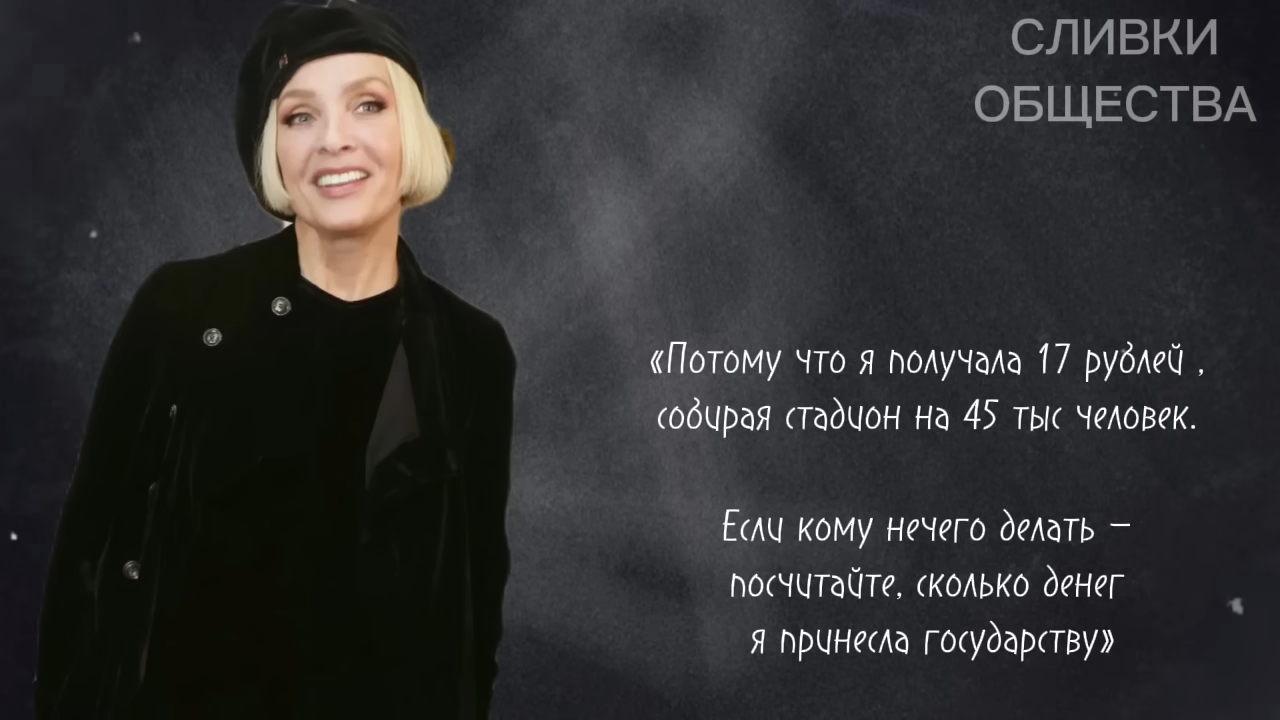 СЛИВКИ
ОБЩЕСТВА
«Потому что я получала 17 рублей ,
собирая стадион на 45 тыс человек.
Если кому нечего делать –
посчитайте, сколько денег
я принесла государству»